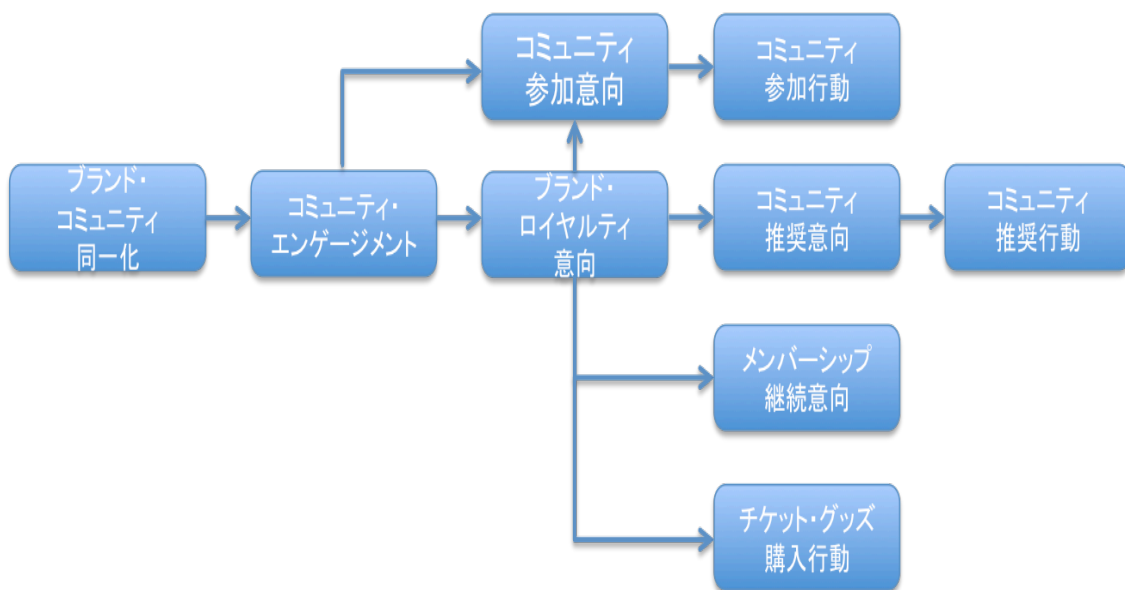 コミュニティ
参加意向
コミュニティ
参加行動
ブランド・
コミュニティ
同一化
コミュニティ・
エンゲージメント
ブランド・
ロイヤルティ
意向
コミュニティ
推奨意向
コミュニティ
推奨行動
メンバーシップ
継続意向
チケット・グッズ
購入行動